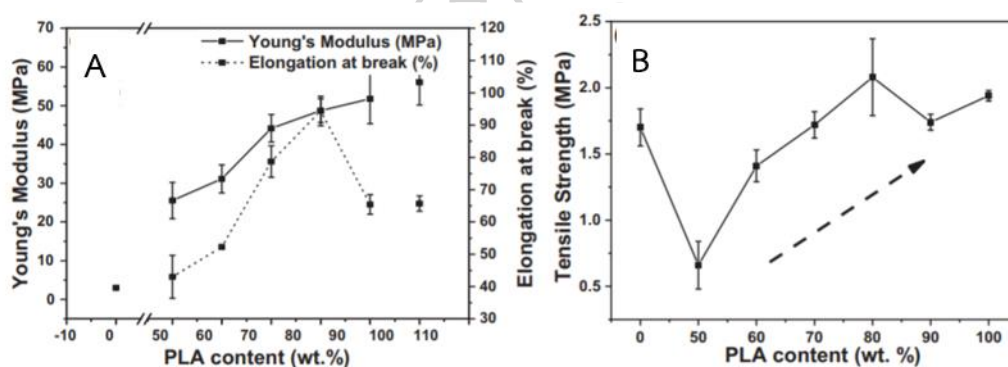 A
Young's Modulus (MPa)
Elongation at break (%)
70
60
50
40
30
20
10
0
Young's Modulus (MPa)
120
110
100
90
80
70
60
50
40
30
Elongation at break (%)
-10 0 50 60 70 80 90 100 110
PLA content (wt.%)
B
2.5
2.0
1.5
1.0
0.5
Tensile Strength (MPa)
0 50 60 70 80 90 100
PLA content (wt. %)